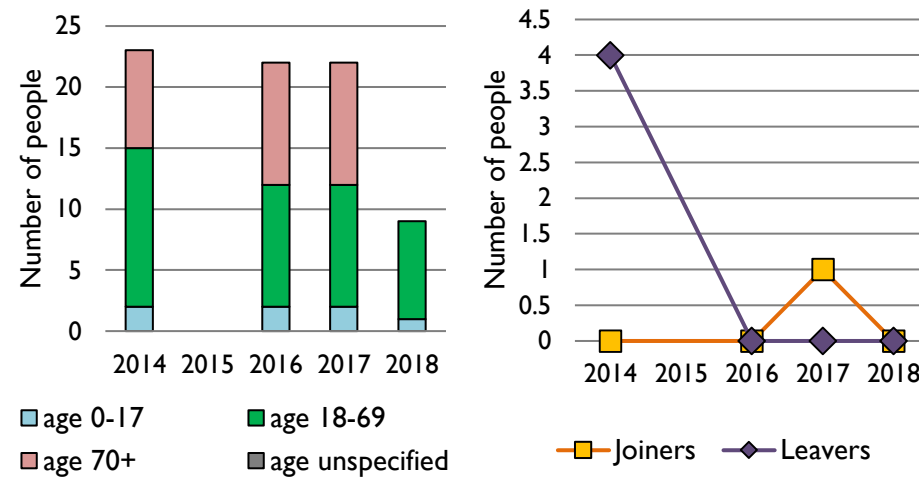 Number of people
25
20
15
10
5
0
2014 2015 2016 2017 2018
age 0-17 age 18-69
age 70+ age unspecified
Number of people
4.5
4
3.5
3
2.5
2
1.5
1
0.5
0
2014 2015 2016 2017 2018
Joiners Leavers